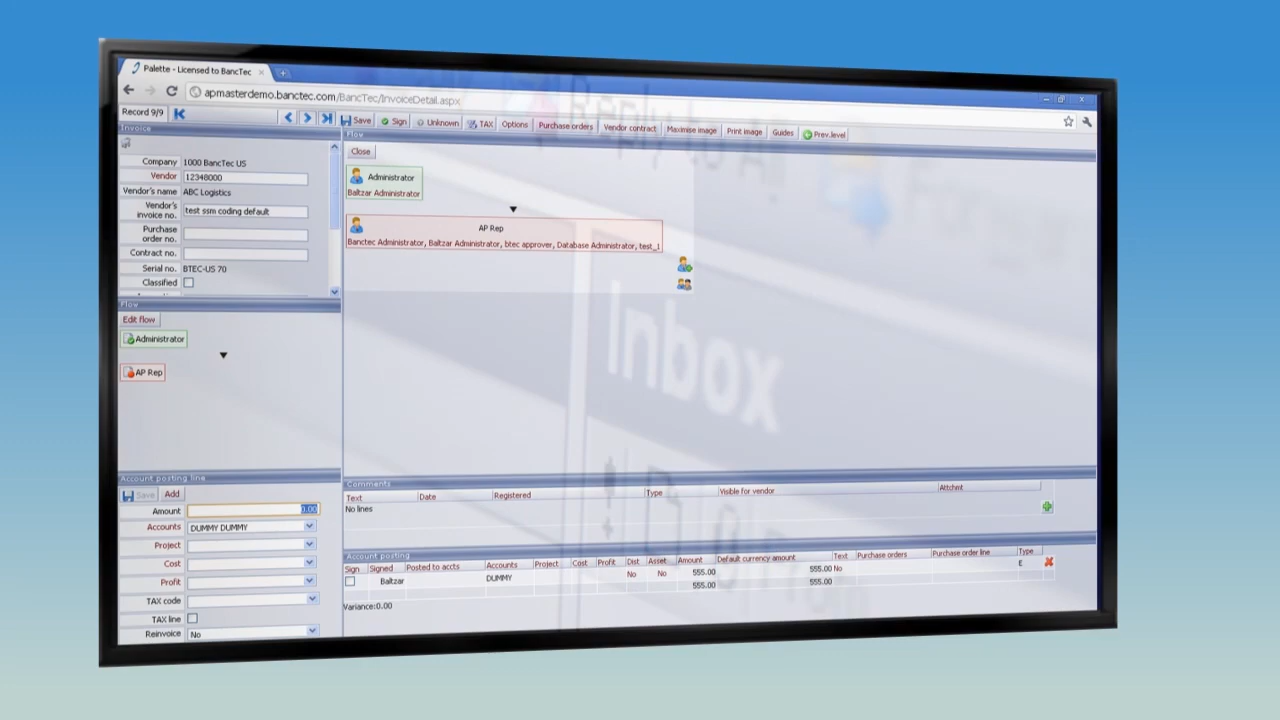 Palette - Licensed to BancTec
apmasterdemo.banctec.com/BancTec/InvoiceDetail.aspx
Record 9/9 Save Sign Unknown TAX Options Purchase orders Vendor contract Maximise image Print image Guides Prev.level
Invoice
Company 1000 BancTec US
Vendor 12348000
Vendor's name ABC Logistics
Vendor's invoice no. test ssm coding default
Purchase order no.
Contract no.
Serial no. BTEC-US 70
Classified
Flow
Edit flow
Administrator
AP Rep
Flow
Close
Administrator
Baltzar Administrator
AP Rep
Banctec Administrator, Baltzar Administrator, btec approver, Database Administrator, test_1
Inbox
Account posting line
Save Add
Amount 0.00
Accounts DUMMY DUMMY
Project
Cost
Profit
TAX code
TAX line
Reinvoice No
Comments
Text Date Registered Type Visible for vendor Attchmt
No lines
Account posting
Sign Signed Posted to accts Accounts Project Cost Profit Dist Asset Amount Default currency amount Text Purchase orders Purchase order line Type
Baltzar DUMMY No No 555.00 555.00 No E
555.00 555.00
Variance:0.00